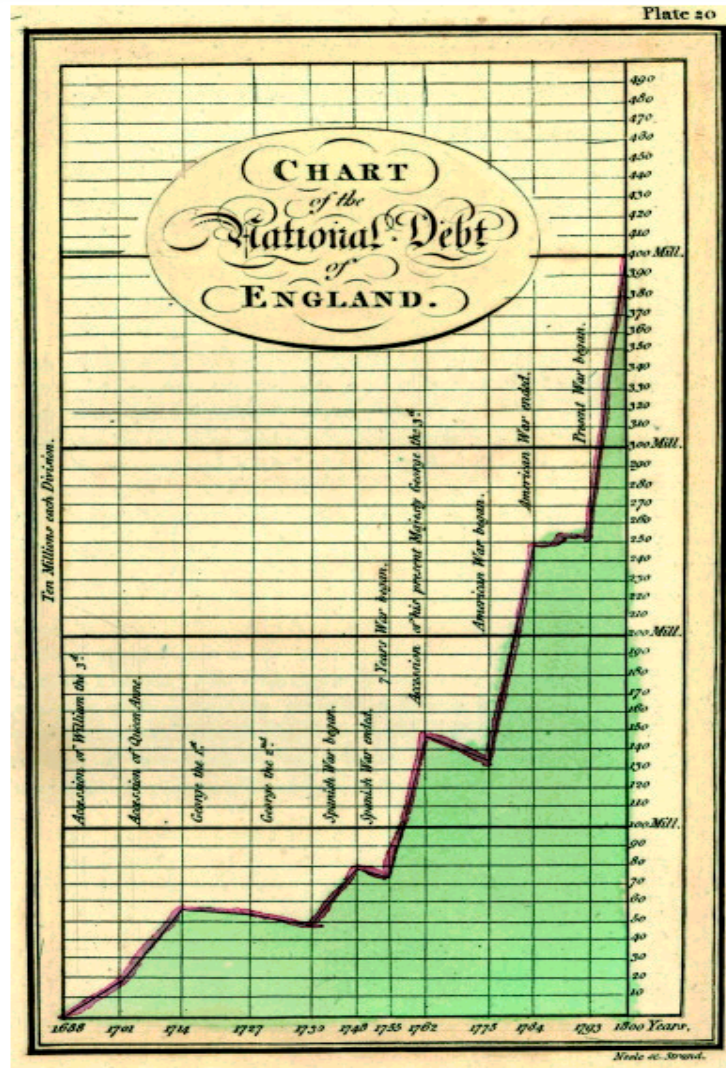 Plate 20
CHART
of the
National Debt
of
ENGLAND.
490
480
470
460
450
440
430
420
410
400 Mill.
390
380
370
360
350
340
330
320
310
300 Mill.
290
280
270
260
250
240
230
220
210
200 Mill.
190
180
170
160
150
140
130
120
110
100 Mill.
90
80
70
60
50
40
30
20
10
Ten Millions each Division.
Accession of William the 3d.
Accession of Queen Anne.
George the 1st.
George the 2nd
Spanish War began.
Spanish War ended.
7 Years War began.
Accession of his present Majesty George the 3d.
American War began.
American War ended.
Present War began.
1688 1701 1714 1727 1739 1748 1755 1762 1775 1784 1793 1800 Years.
Neele sc. Strand.